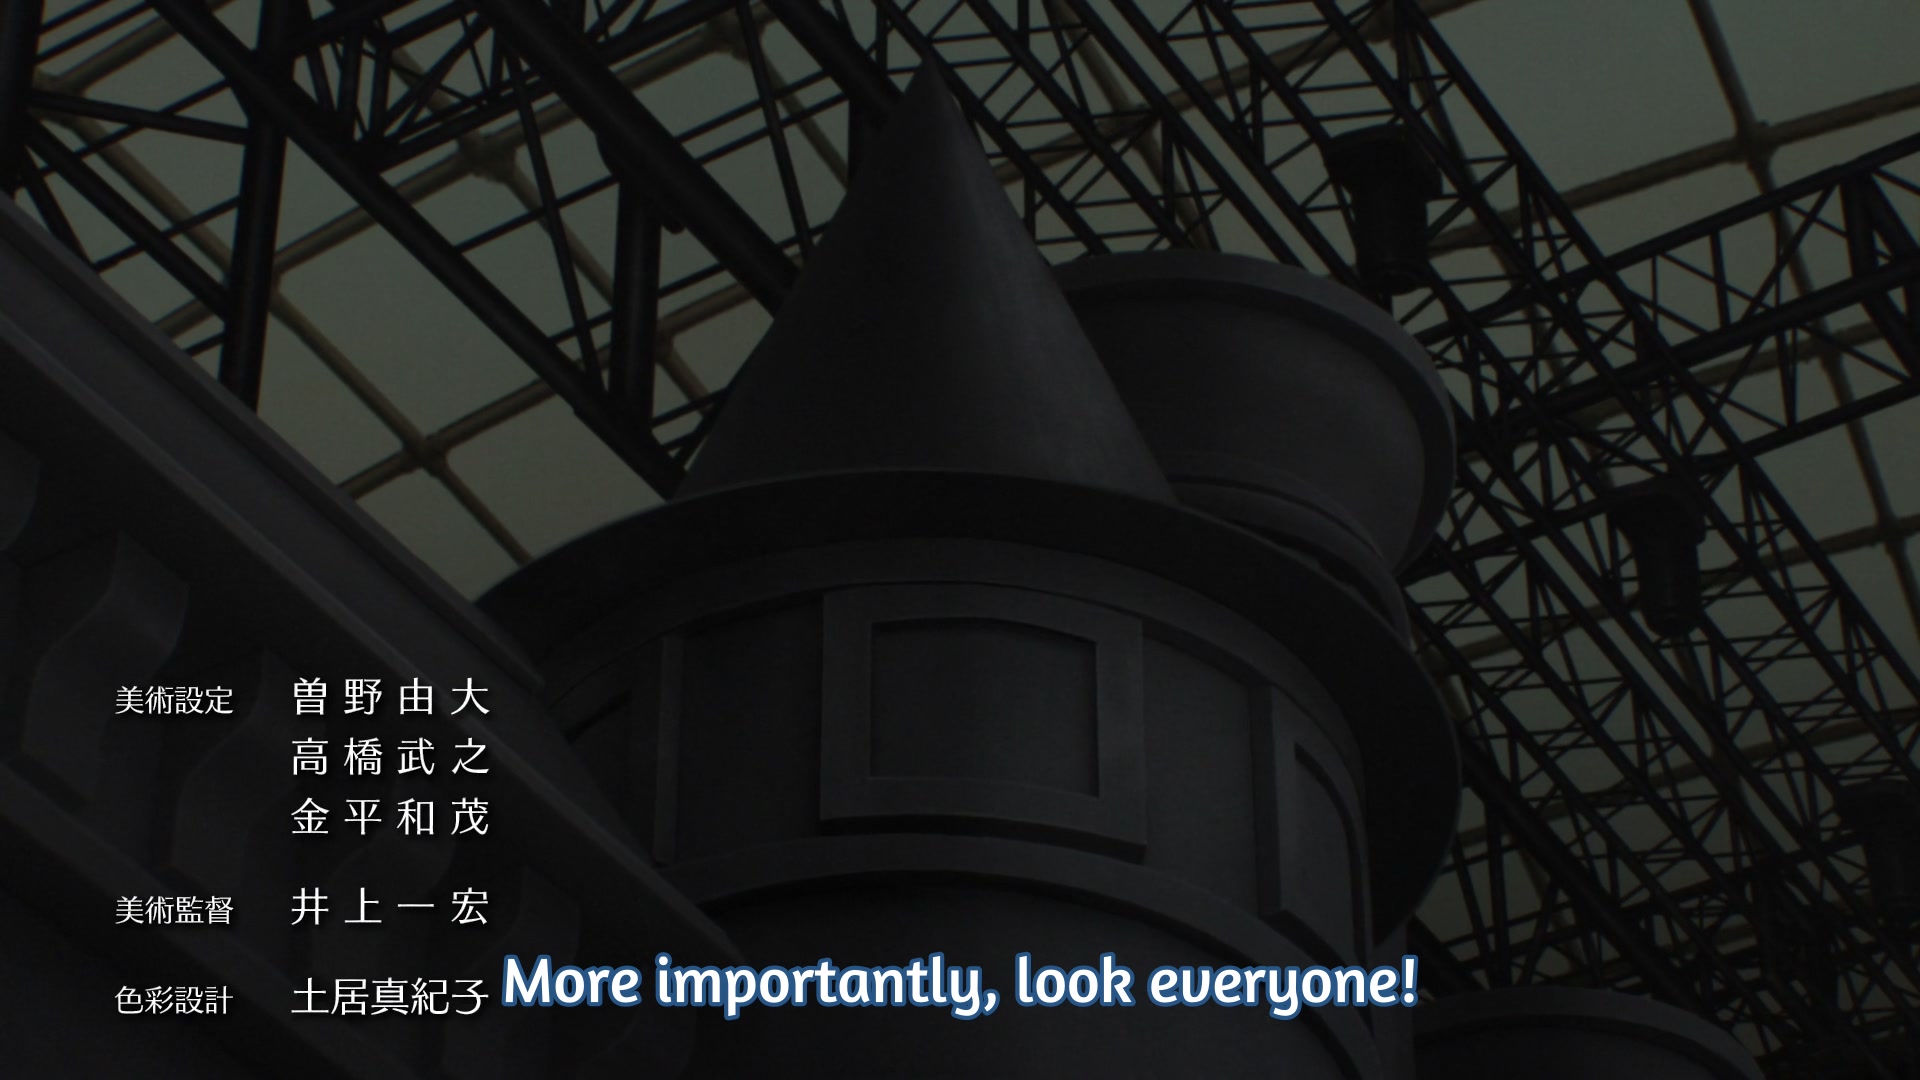 美術設定 曽野由大
高橋武之
金平和茂
美術監督 井上一宏
色彩設計 土居真紀子
More importantly, look everyone!